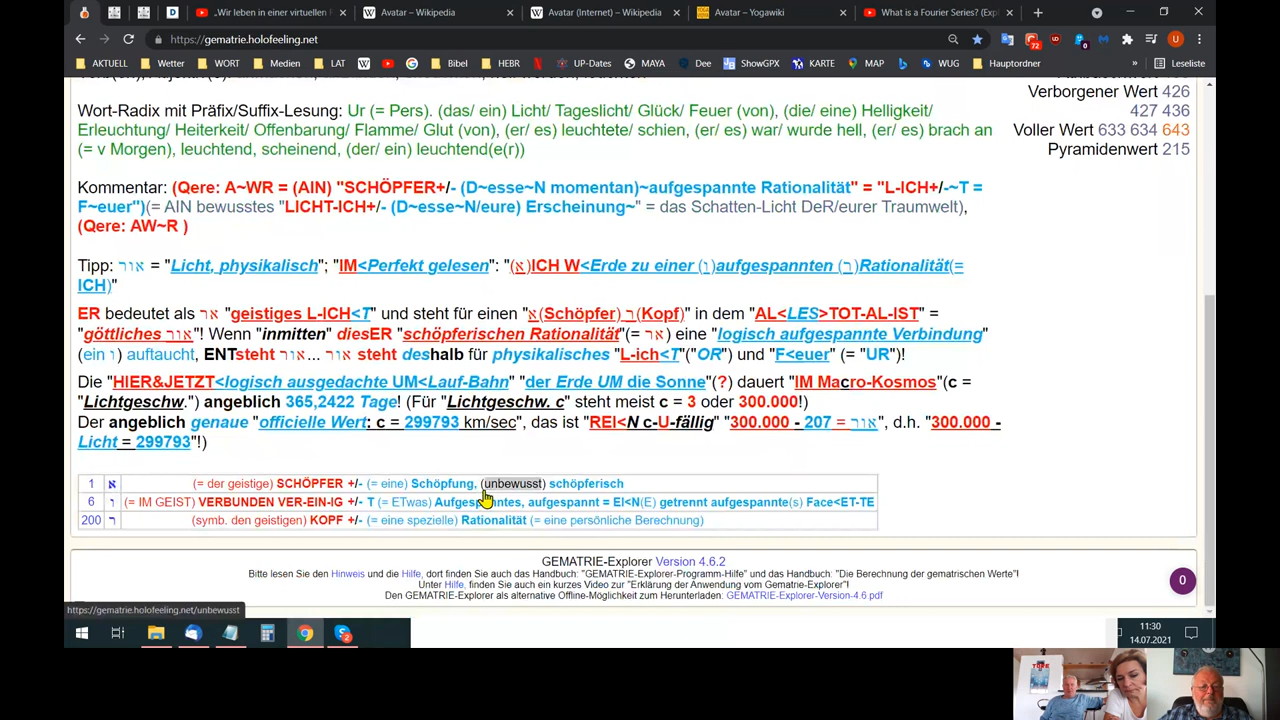 „Wir leben in einer virtuellen F
Avatar – Wikipedia
Avatar (Internet) – Wikipedia
Avatar – Yogawiki
What is a Fourier Series? (Exp
https://gematrie.holofeeling.net
AKTUELL Wetter WORT Medien LAT Bibel HEBR UP-Dates MAYA Dee ShowGPX KARTE MAP WUG Hauptordner » Leseliste
Verborgener Wert 426
427 436
Voller Wert 633 634 643
Pyramidenwert 215
Wort-Radix mit Präfix/Suffix-Lesung: Ur (= Pers). (das/ ein) Licht/ Tageslicht/ Glück/ Feuer (von), (die/ eine) Helligkeit/
Erleuchtung/ Heiterkeit/ Offenbarung/ Flamme/ Glut (von), (er/ es) leuchtete/ schien, (er/ es) war/ wurde hell, (er/ es) brach an
(= v Morgen), leuchtend, scheinend, (der/ ein) leuchtend(e(r))
Kommentar: (Qere: A~WR = (AIN) "SCHÖPFER+/- (D~esse~N momentan)~aufgespannte Rationalität" = "L-ICH+/-~T =
F~euer")(= AIN bewusstes "LICHT-ICH+/- (D~esse~N/eure) Erscheinung~" = das Schatten-Licht DeR/eurer Traumwelt),
(Qere: AW~R )
Tipp: אור = "Licht, physikalisch"; "IM<Perfekt gelesen": "(א)ICH W<Erde zu einer (ו)aufgespannten (ר)Rationalität(=
ICH)"
ER bedeutet als אר "geistiges L-ICH<T" und steht für einen "א(Schöpfer) ר(Kopf)" in dem "AL<LES>TOT-AL-IST" =
"göttliches אור"! Wenn "inmitten" diesER "schöpferischen Rationalität"(= אר) eine "logisch aufgespannte Verbindung"
(ein ו) auftaucht, ENTsteht אור... אור steht deshalb für physikalisches "L-ich<T"("OR") und "F<euer" (= "UR")!
Die "HIER&JETZT<logisch ausgedachte UM<Lauf-Bahn" "der Erde UM die Sonne"(?) dauert "IM Macro-Kosmos"(c =
"Lichtgeschw.") angeblich 365,2422 Tage! (Für "Lichtgeschw. c" steht meist c = 3 oder 300.000!)
Der angeblich genaue "officielle Wert: c = 299793 km/sec", das ist "REI<N c-U-fällig" "300.000 - 207 = אור", d.h. "300.000 -
Licht = 299793"!)
1 א (= der geistige) SCHÖPFER +/- (= eine) Schöpfung, (unbewusst) schöpferisch
6 ו (= IM GEIST) VERBUNDEN VER-EIN-IG +/- T (= ETwas) Aufgespanntes, aufgespannt = EI<N(E) getrennt aufgespannte(s) Face<ET-TE
200 ר (symb. den geistigen) KOPF +/- (= eine spezielle) Rationalität (= eine persönliche Berechnung)
GEMATRIE-Explorer Version 4.6.2
Bitte lesen Sie den Hinweis und die Hilfe, dort finden Sie auch das Handbuch: "GEMATRIE-Explorer-Programm-Hilfe" und das Handbuch: "Die Berechnung der gematrischen Werte"!
Unter Hilfe, finden Sie auch ein kurzes Video zur "Erklärung der Anwendung vom Gematrie-Explorer"!
Den GEMATRIE-Explorer als alternative Offline-Möglichkeit zum Herunterladen: GEMATRIE-Explorer-Version-4.6 pdf
0
https://gematrie.holofeeling.net/unbewusst
11:30
14.07.2021